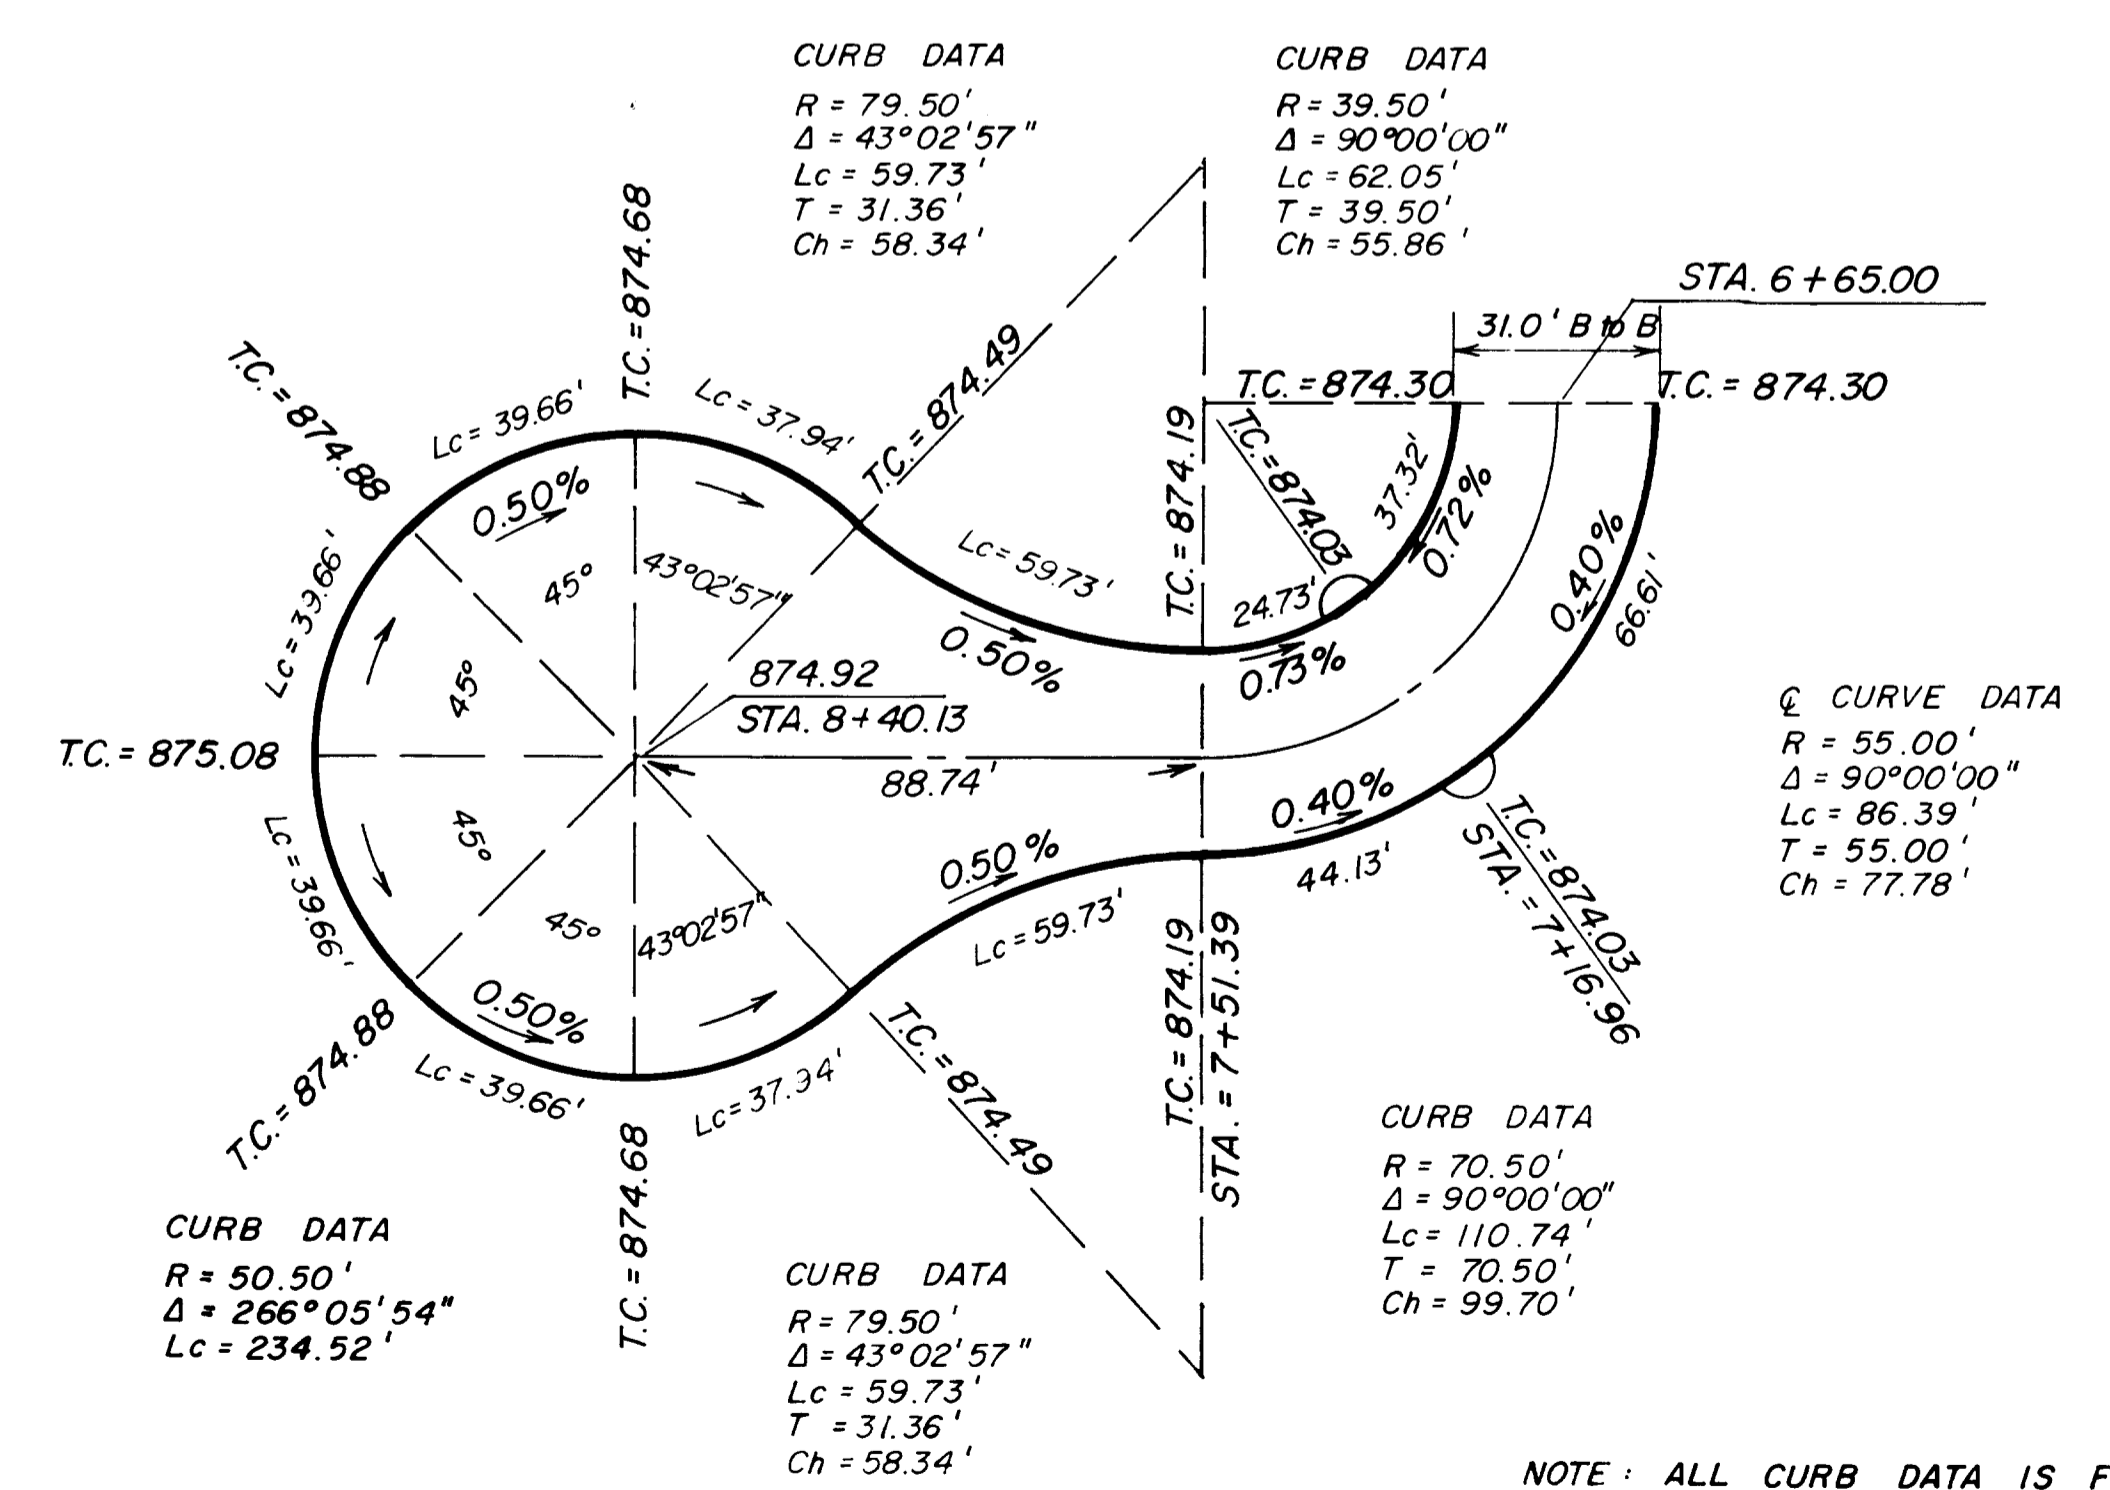 CURB DATA
R = 79.50'
Δ = 43°02'57"
Lc = 59.73'
T = 31.36'
Ch = 58.34'
CURB DATA
R = 39.50'
Δ = 90°00'00"
Lc = 62.05'
T = 39.50'
Ch = 55.86'
STA. 6+65.00
31.0' B to B
T.C. = 874.30
T.C. = 874.30
T.C. = 874.68
T.C. = 874.88
Lc = 39.66'
Lc = 37.94'
T.C. = 874.49
T.C. = 874.19
T.C. = 874.03
37.32'
0.72%
0.40%
66.61'
0.50%
Lc = 39.66'
45°
43°02'57"
Lc = 59.73'
24.73'
0.50%
0.73%
45°
874.92
STA. 8+40.13
T.C. = 875.08
88.74'
CL CURVE DATA
R = 55.00'
Δ = 90°00'00"
Lc = 86.39'
T = 55.00'
Ch = 77.78'
Lc = 39.66'
45°
0.40%
0.50%
44.13'
T.C. = 874.03
STA. = 7+16.96
45°
43°02'57"
Lc = 59.73'
T.C. = 874.19
STA. = 7+51.39
0.50%
T.C. = 874.88
Lc = 39.66'
Lc = 37.94'
T.C. = 874.49
T.C. = 874.68
CURB DATA
R = 50.50'
Δ = 266°05'54"
Lc = 234.52'
CURB DATA
R = 79.50'
Δ = 43°02'57"
Lc = 59.73'
T = 31.36'
Ch = 58.34'
CURB DATA
R = 70.50'
Δ = 90°00'00"
Lc = 110.74'
T = 70.50'
Ch = 99.70'
NOTE: ALL CURB DATA IS F